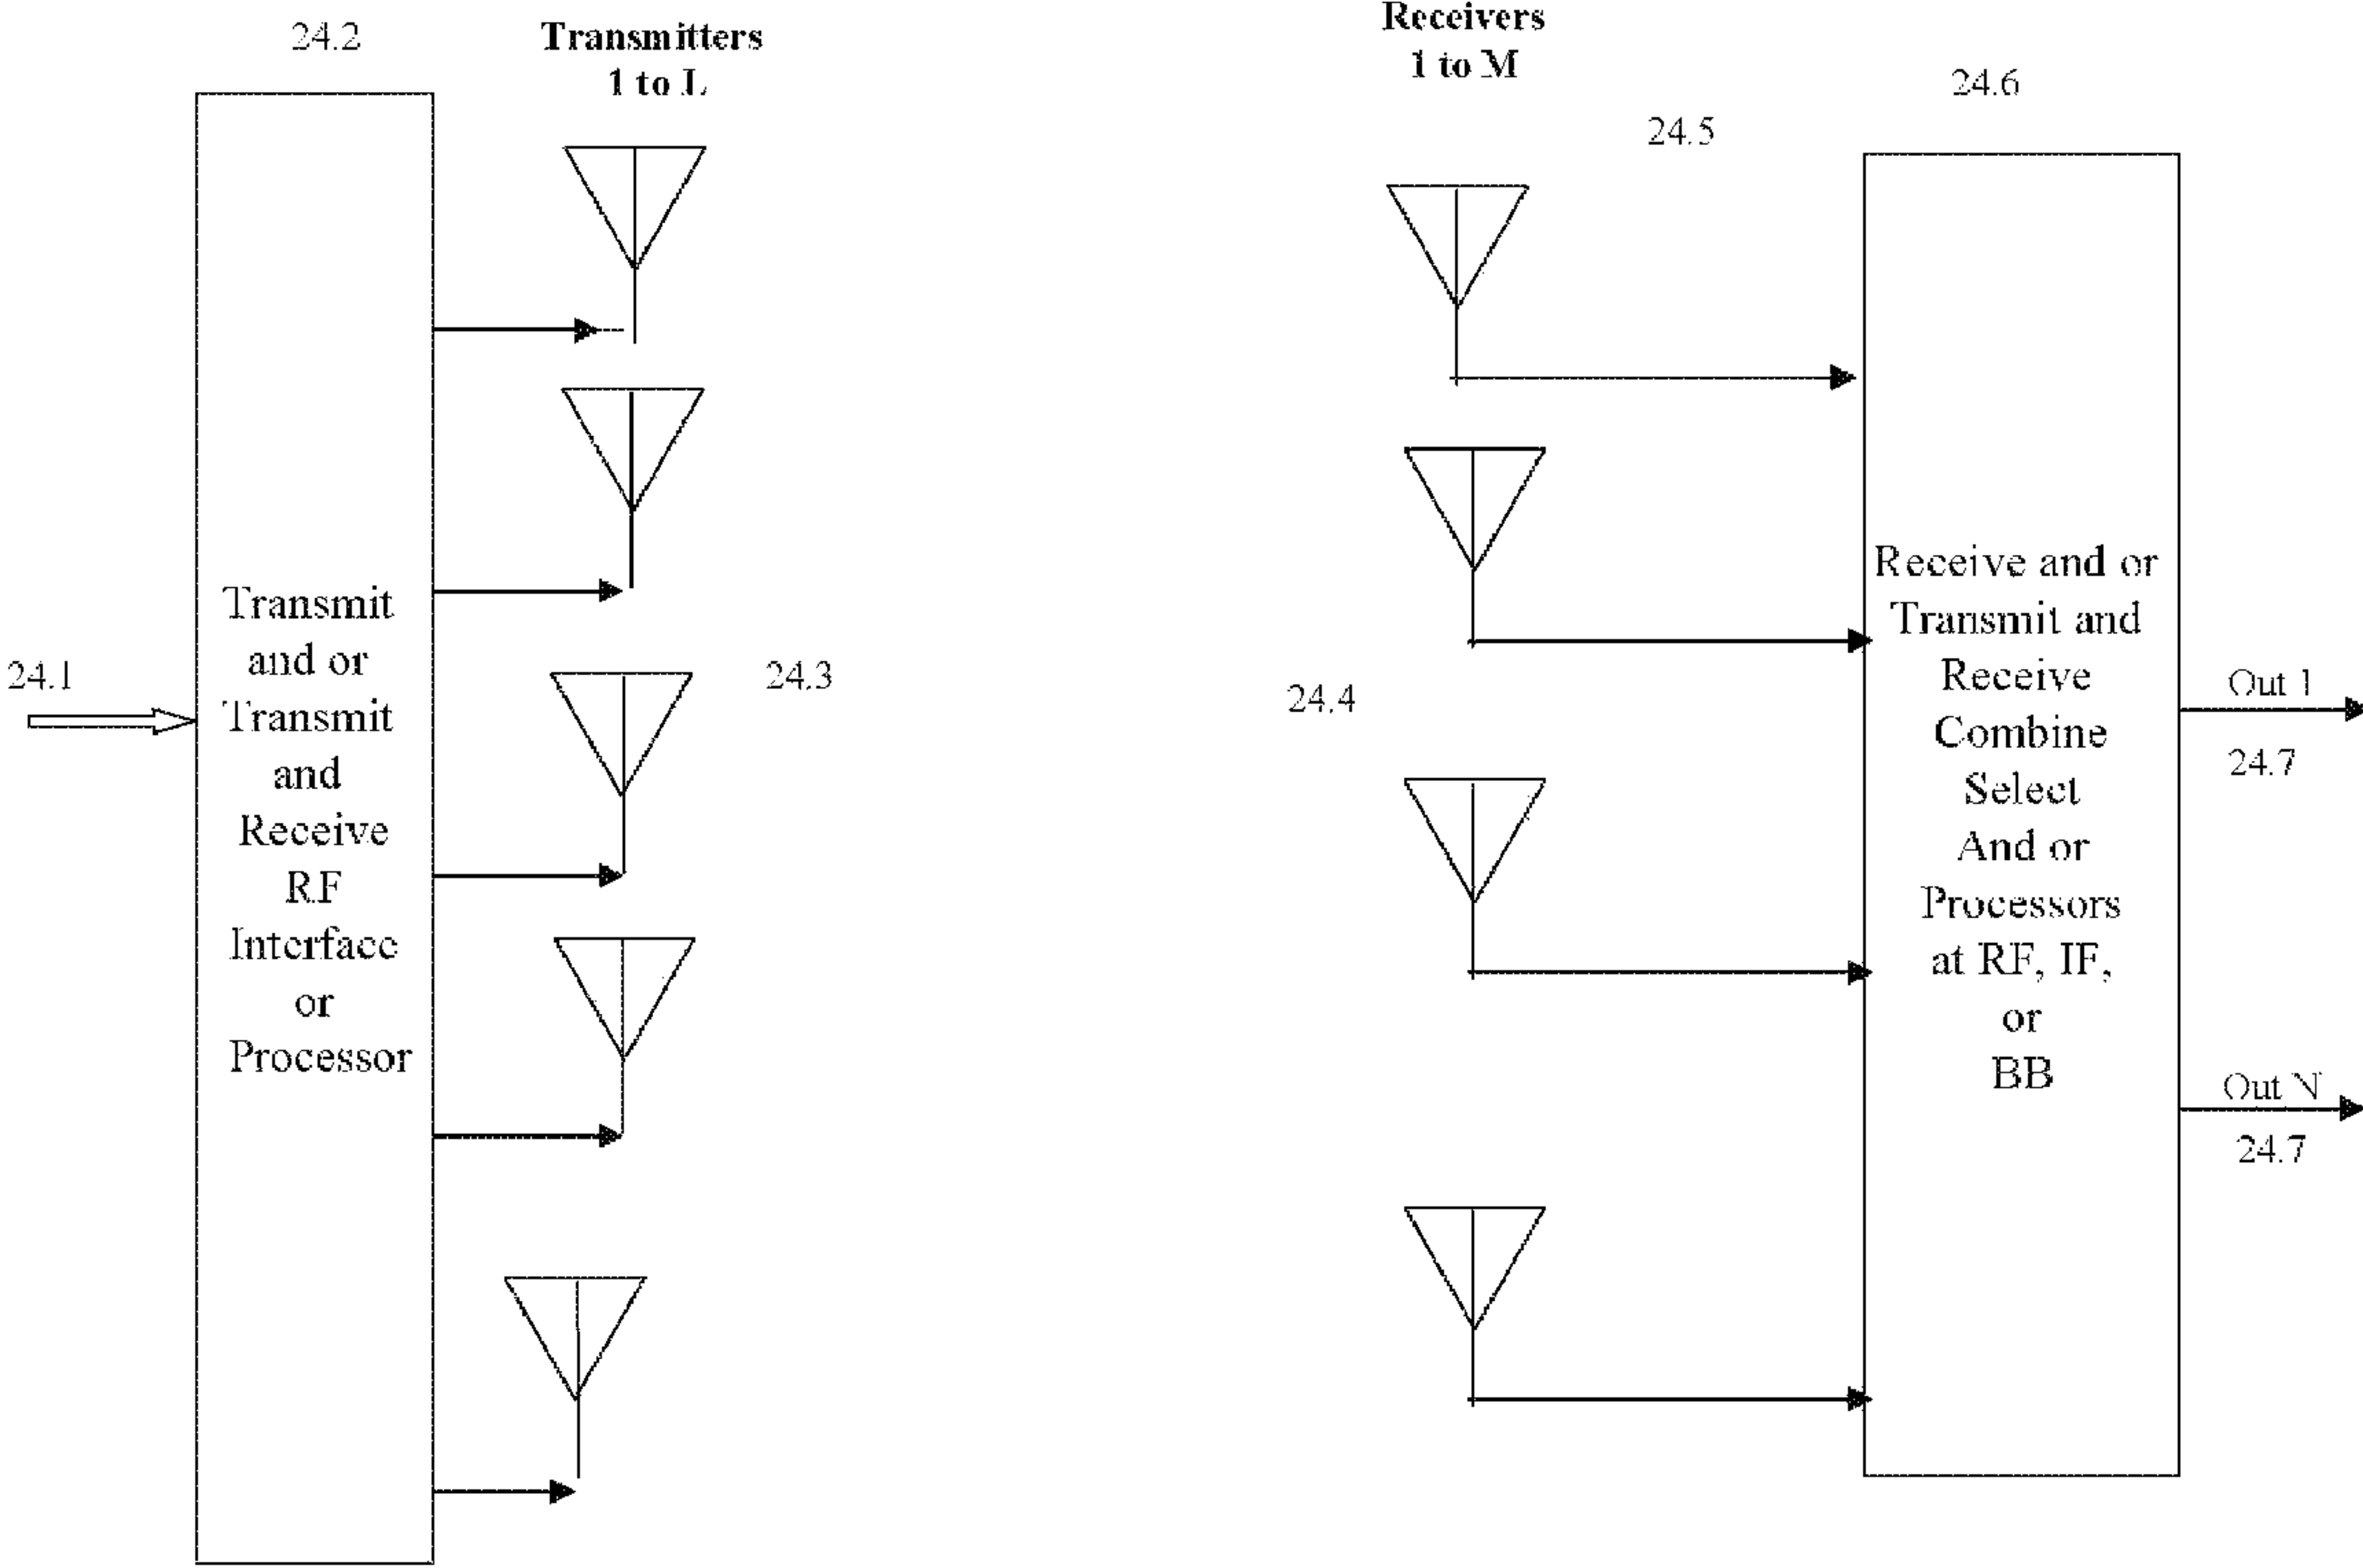 24.2
Transmitters
1 to L
Receivers
1 to M
24.5
24.6
24.1
Transmit
and or
Transmit
and
Receive
RF
Interface
or
Processor
24.3
24.4
Receive and or
Transmit and
Receive
Combine
Select
And or
Processors
at RF, IF,
or
BB
Out 1
24.7
Out N
24.7